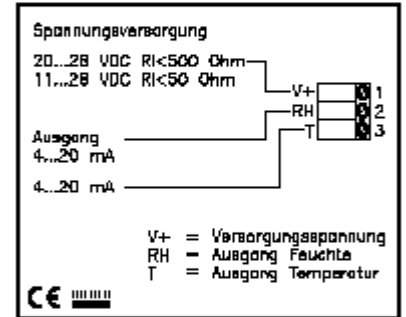 Spannungsversorgung
20...28 VDC RI<500 Ohm
11...28 VDC RI<50 Ohm
V+ 1
RH 2
T 3
Ausgang
4...20 mA
4...20 mA
V+ = Versorgungsspannung
RH = Ausgang Feuchte
T = Ausgang Temperatur
CE